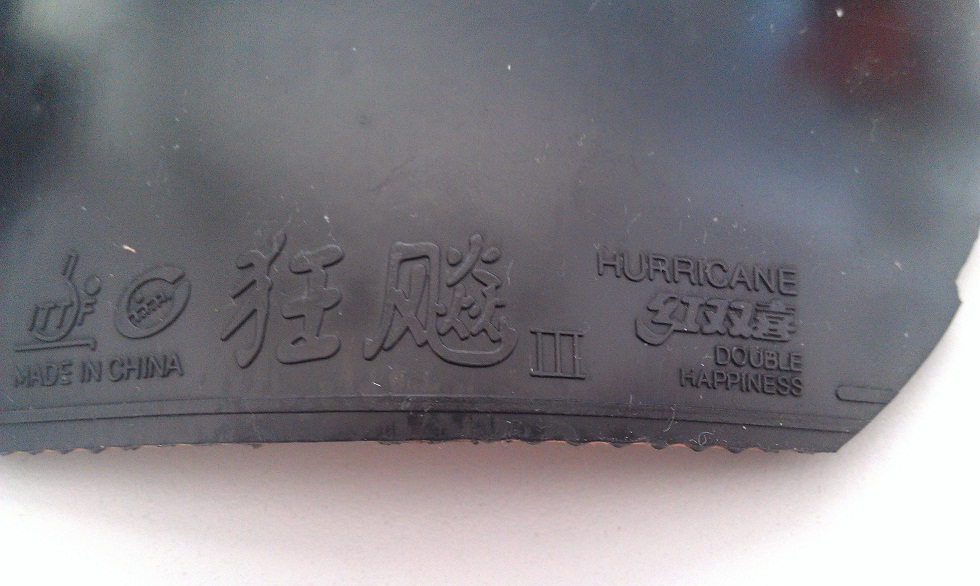 ITTF
MADE IN CHINA
狂飚 III
HURRICANE
红双喜
DOUBLE
HAPPINESS